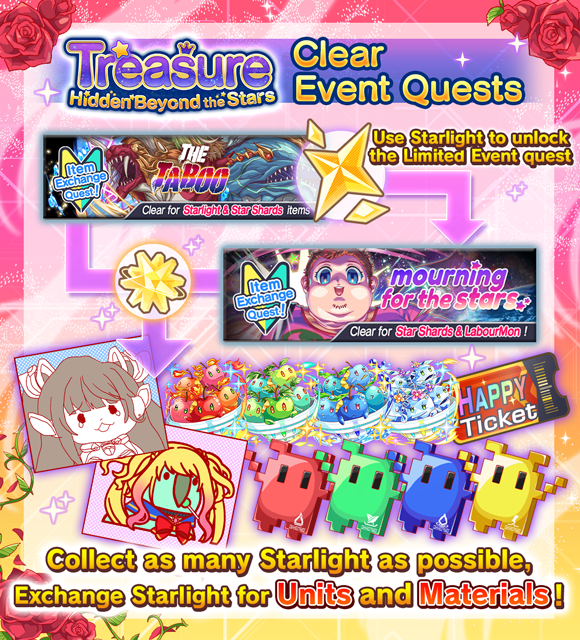 Treasure
Hidden Beyond the Stars
Clear
Event Quests
Use Starlight to unlock
the Limited Event quest
Item
Exchange
Quest!
THE
TABOO
Clear for Starlight & Star Shards items
Item
Exchange
Quest!
mourning
for the stars
Clear for Star Shards & LabourMon !
HAPPY
Ticket
Collect as many Starlight as possible,
Exchange Starlight for Units and Materials !